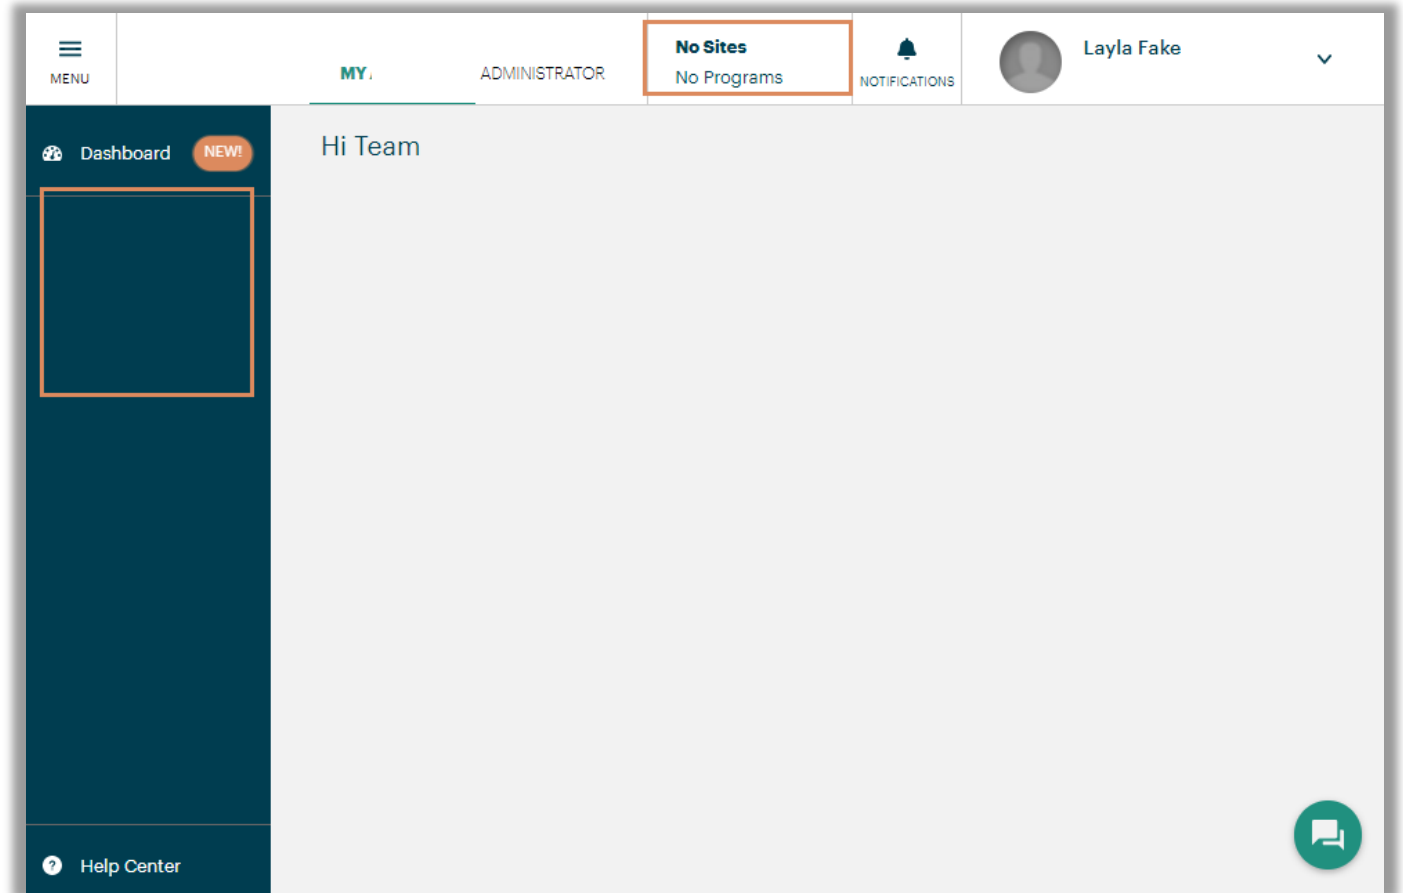 MENU
MY
ADMINISTRATOR
No Sites
No Programs
NOTIFICATIONS
Layla Fake
Dashboard NEW!
Hi Team
? Help Center